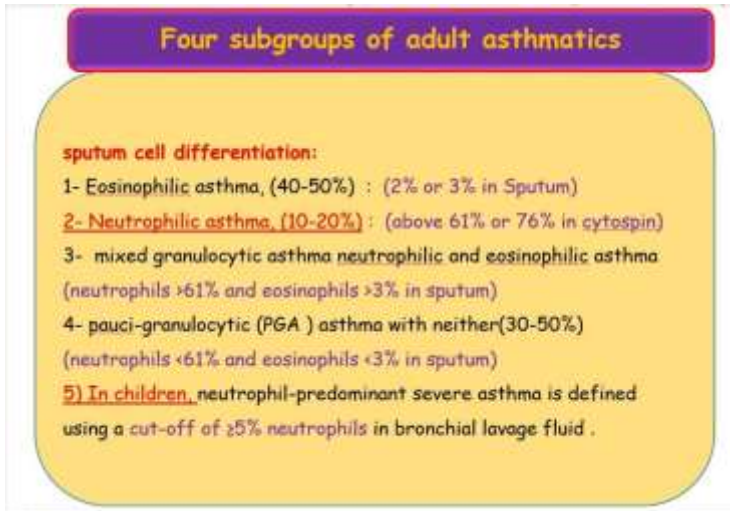 Four subgroups of adult asthmatics
sputum cell differentiation:
1- Eosinophilic asthma, (40-50%) : (2% or 3% in Sputum)
2- Neutrophilic asthma, (10-20%) : (above 61% or 76% in cytospin)
3- mixed granulocytic asthma neutrophilic and eosinophilic asthma
(neutrophils >61% and eosinophils >3% in sputum)
4- pauci-granulocytic (PGA ) asthma with neither(30-50%)
(neutrophils <61% and eosinophils <3% in sputum)
5) In children, neutrophil-predominant severe asthma is defined
using a cut-off of ≥5% neutrophils in bronchial lavage fluid .